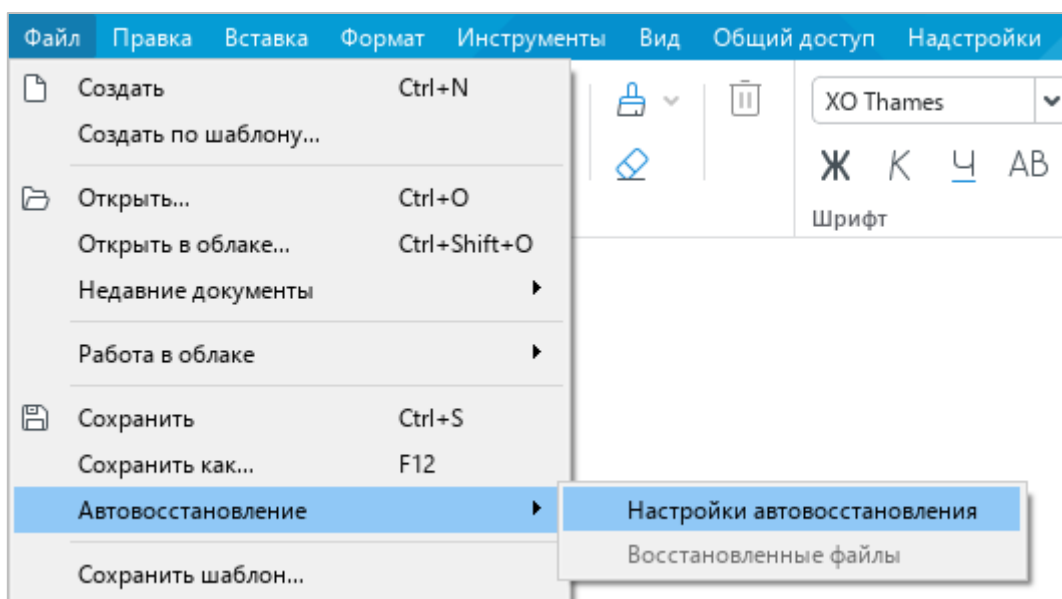 Файл Правка Вставка Формат Инструменты Вид Общий доступ Надстройки
Создать Ctrl+N
Создать по шаблону...
Открыть... Ctrl+O
Открыть в облаке... Ctrl+Shift+O
Недавние документы
Работа в облаке
Сохранить Ctrl+S
Сохранить как... F12
Автовосстановление
Сохранить шаблон...
Настройки автовосстановления
Восстановленные файлы
XO Thames
Ж К Ч АВ
Шрифт